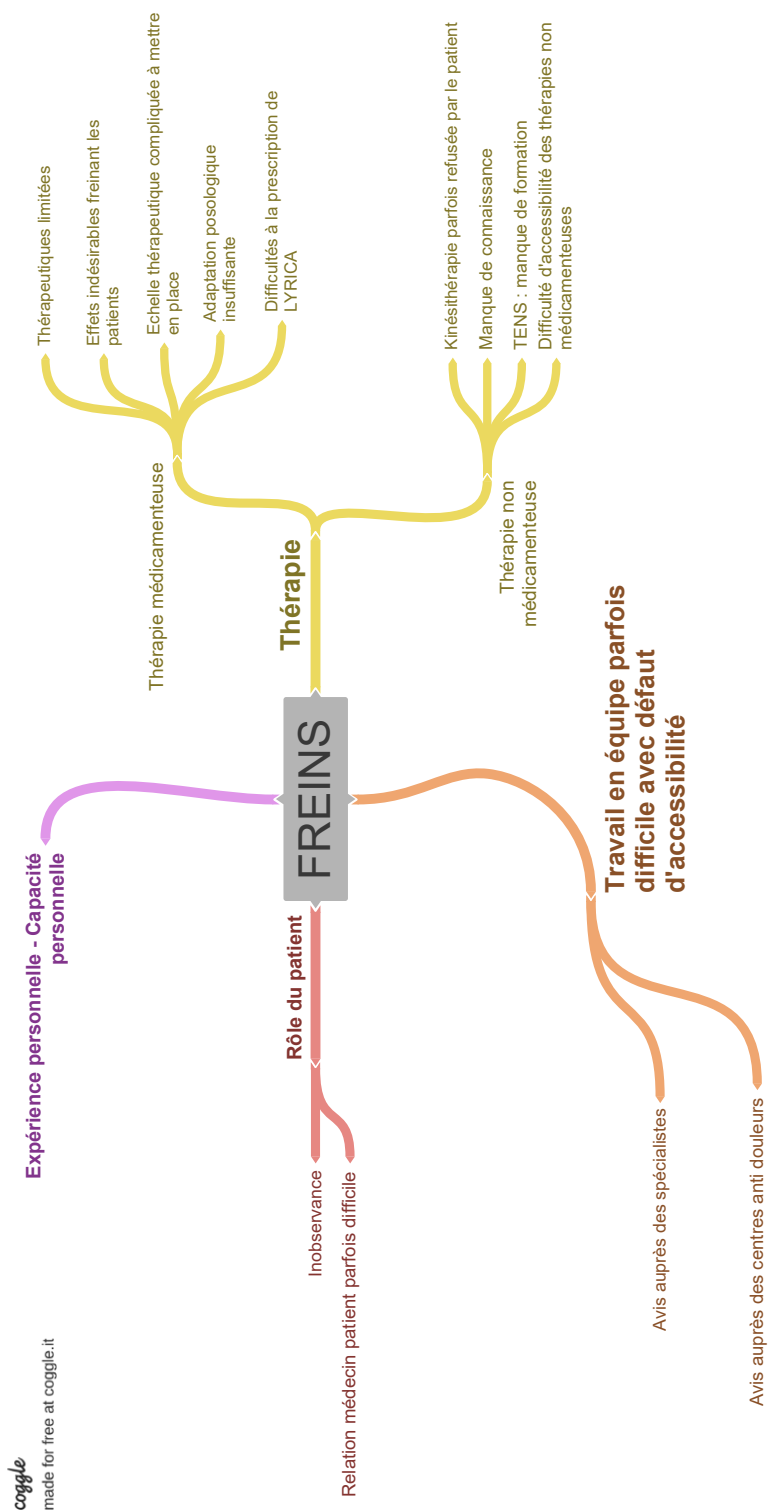 coggle
made for free at coggle.it
FREINS
Expérience personnelle - Capacité
personnelle
Rôle du patient
Inobservance
Relation médecin patient parfois difficile
Thérapie
Thérapie médicamenteuse
Thérapeutiques limitées
Effets indésirables freinant les
patients
Echelle thérapeutique compliquée à mettre
en place
Adaptation posologique
insuffisante
Difficultés à la prescription de
LYRICA
Thérapie non
médicamenteuse
Kinésithérapie parfois refusée par le patient
Manque de connaissance
TENS : manque de formation
Difficulté d'accessibilité des thérapies non
médicamenteuses
Travail en équipe parfois
difficile avec défaut
d'accessibilité
Avis auprès des spécialistes
Avis auprès des centres anti douleurs